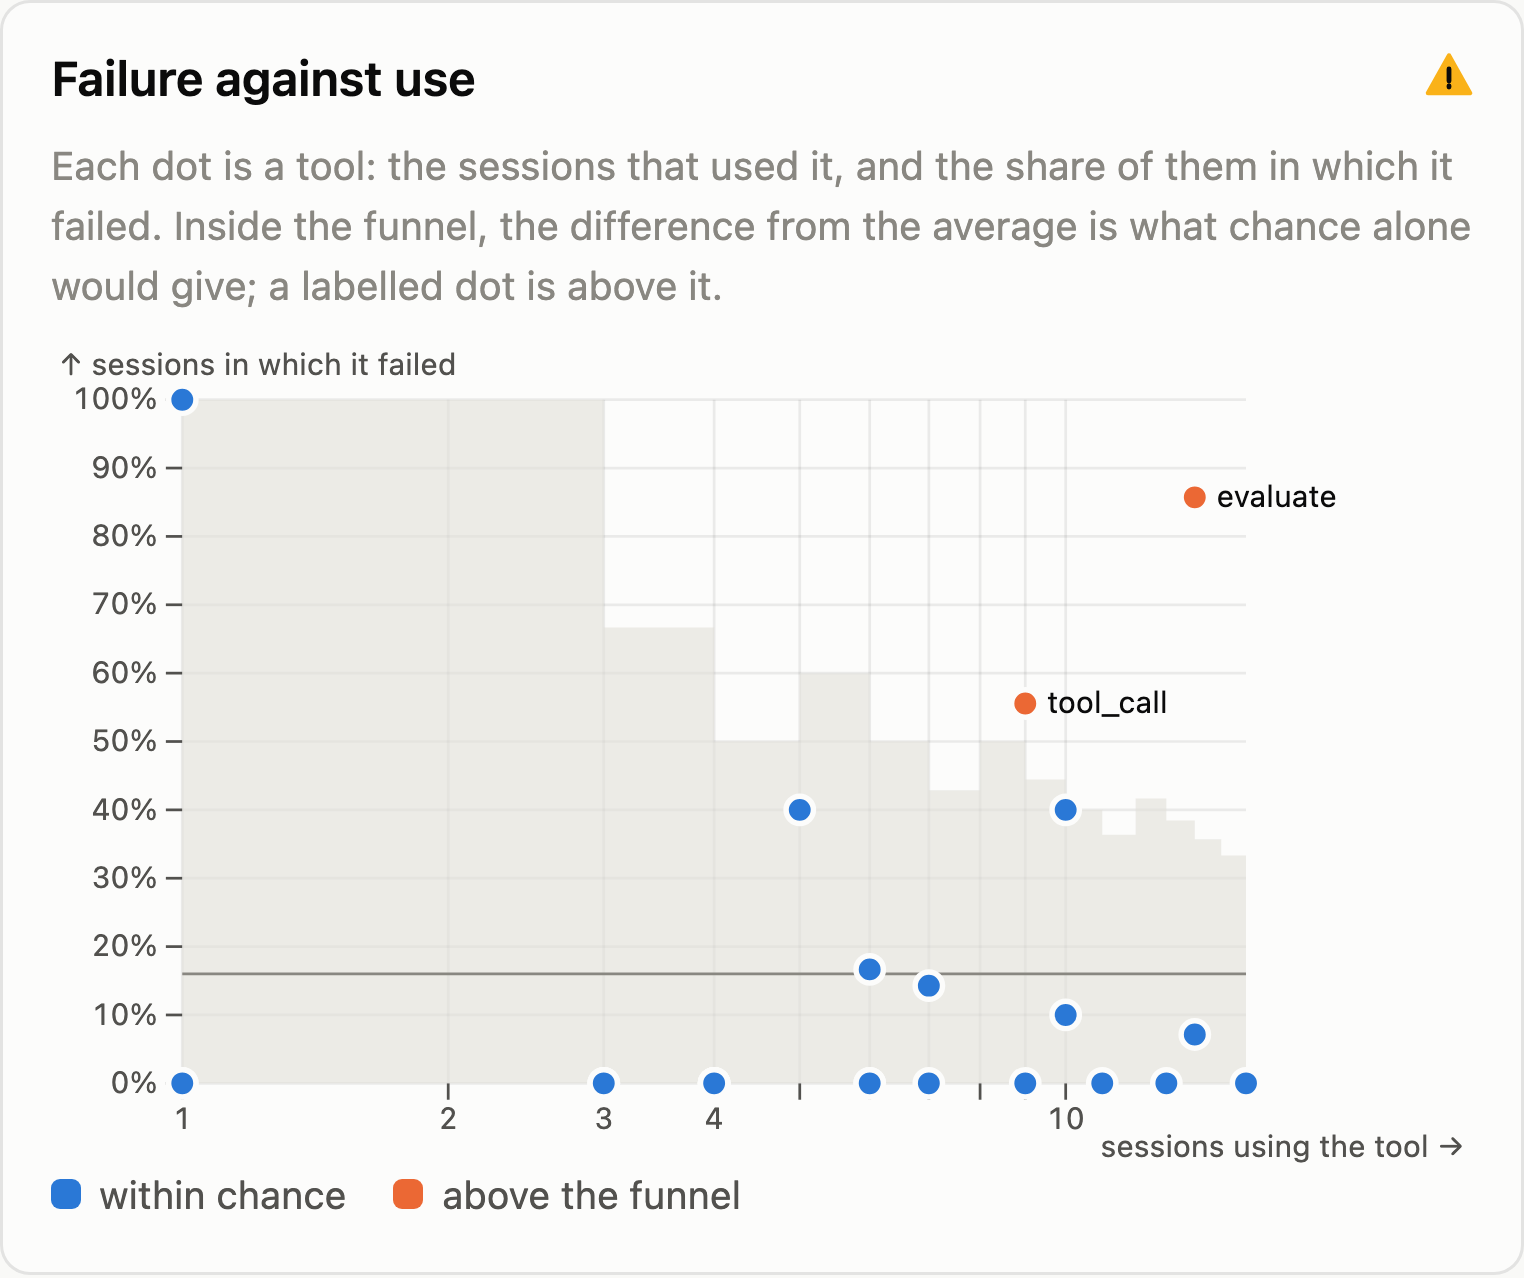 Failure against use
Each dot is a tool: the sessions that used it, and the share of them in which it
failed. Inside the funnel, the difference from the average is what chance alone
would give; a labelled dot is above it.
↑ sessions in which it failed
100%
90%
evaluate
80%
70%
60%
tool_call
50%
40%
30%
20%
10%
0%
1 2 3 4 10
sessions using the tool →
within chance above the funnel